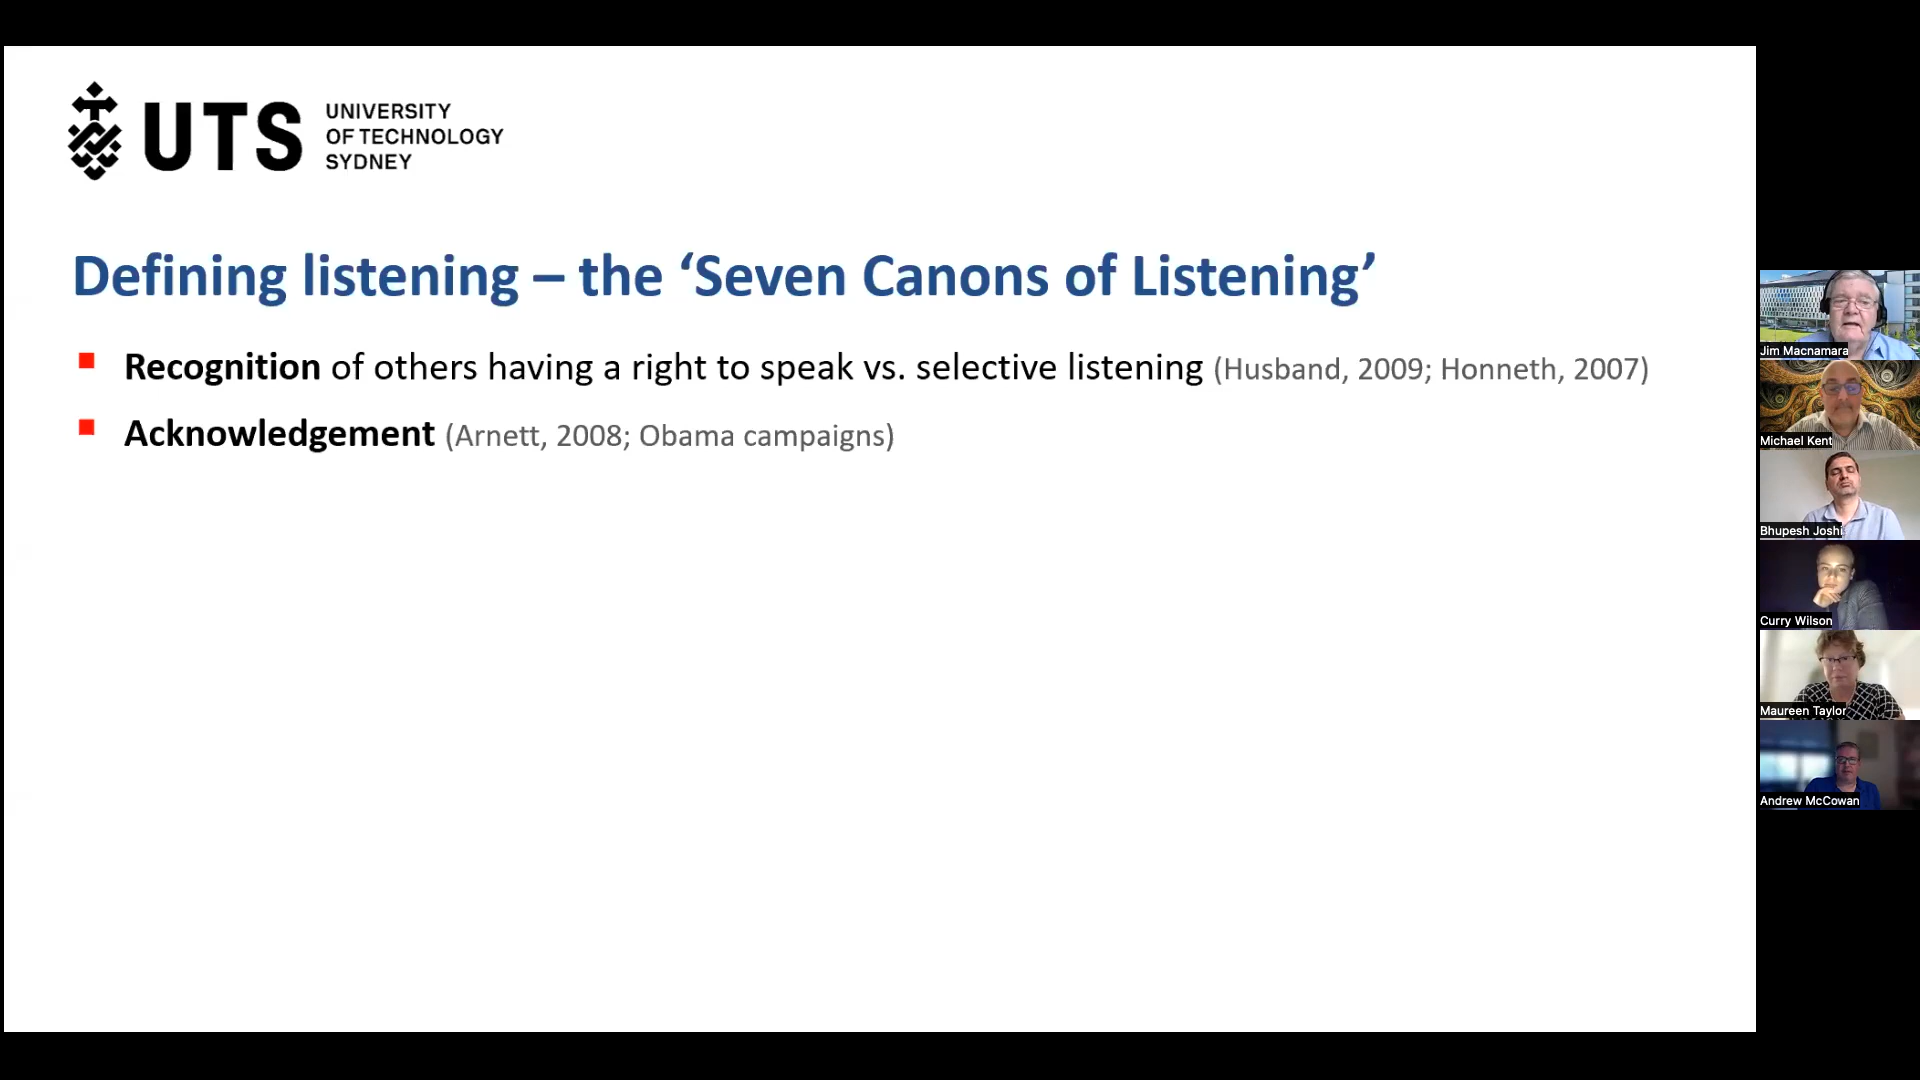 UTS
UNIVERSITY
OF TECHNOLOGY
SYDNEY
Defining listening – the ‘Seven Canons of Listening’
Recognition of others having a right to speak vs. selective listening (Husband, 2009; Honneth, 2007)
Acknowledgement (Arnett, 2008; Obama campaigns)
Jim Macnamara
Michael Kent
Bhupesh Joshi
Curry Wilson
Maureen Taylor
Andrew McCowan